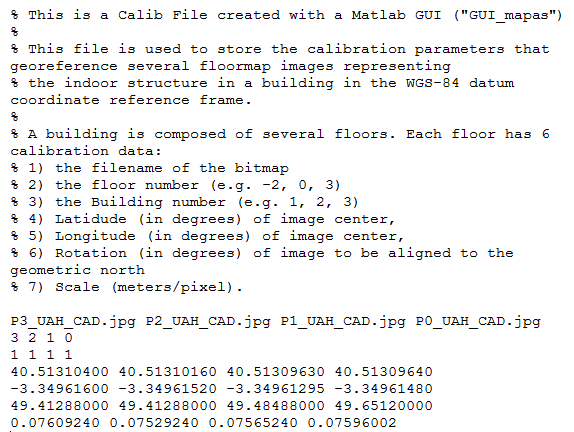 % This is a Calib File created with a Matlab GUI ("GUI_mapas")
%
% This file is used to store the calibration parameters that
georeference several floormap images representing
% the indoor structure in a building in the WGS-84 datum
coordinate reference frame.
%
% A building is composed of several floors. Each floor has 6
calibration data:
% 1) the filename of the bitmap
% 2) the floor number (e.g. -2, 0, 3)
% 3) the Building number (e.g. 1, 2, 3)
% 4) Latidude (in degrees) of image center,
% 5) Longitude (in degrees) of image center,
% 6) Rotation (in degrees) of image to be aligned to the
geometric north
% 7) Scale (meters/pixel).

P3_UAH_CAD.jpg P2_UAH_CAD.jpg P1_UAH_CAD.jpg P0_UAH_CAD.jpg
3 2 1 0
1 1 1 1
40.51310400 40.51310160 40.51309630 40.51309640
-3.34961600 -3.34961520 -3.34961295 -3.34961480
49.41288000 49.41288000 49.48488000 49.65120000
0.07609240 0.07529240 0.07565240 0.07596002